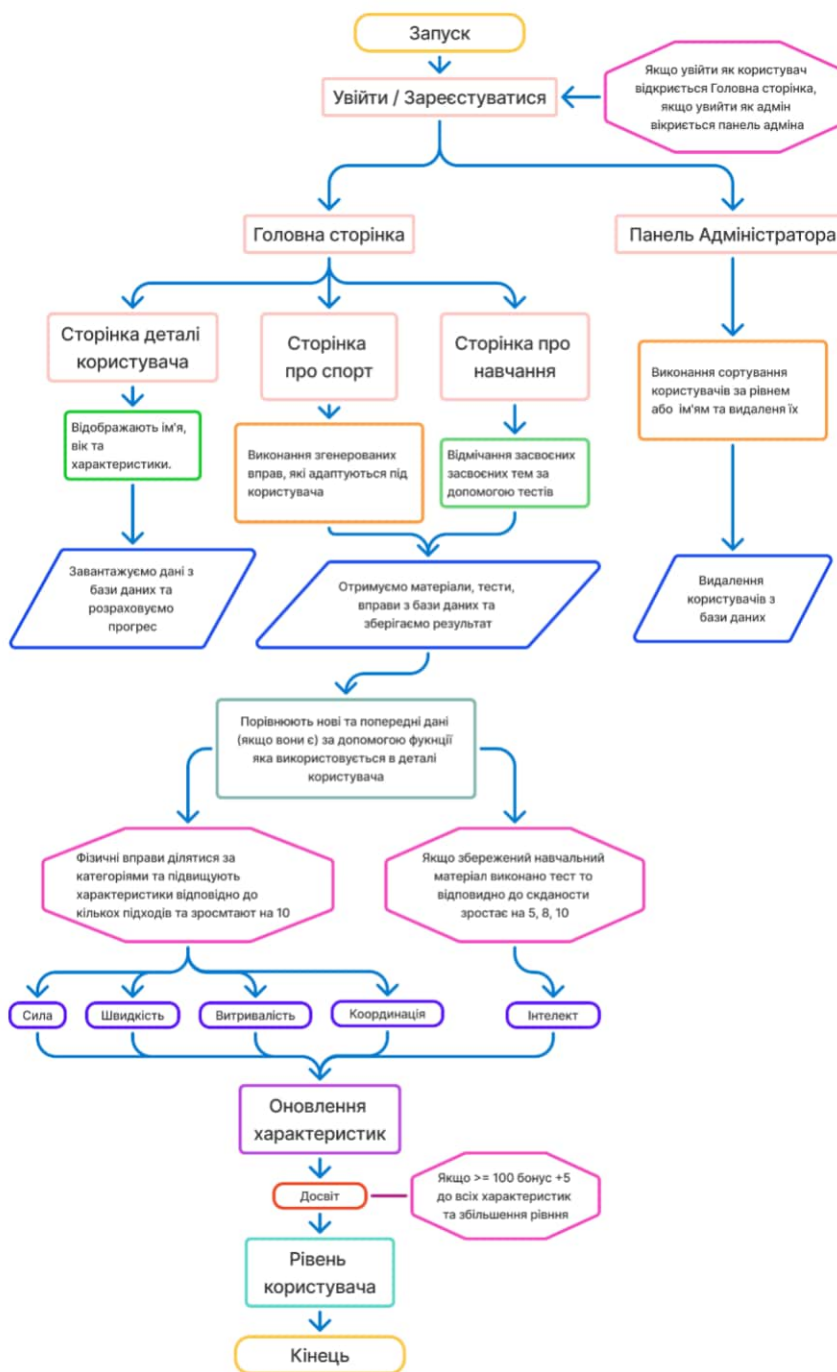 Запуск
Увійти / Зареєстуватися
Якщо увійти як користувач
відкриється Головна сторінка,
якщо увийти як адмін
вікриється панель адміна
Головна сторінка
Панель Адміністратора
Сторінка деталі
користувача
Сторінка
про спорт
Сторінка про
навчання
Виконання сортування
користувачів за рівнем
або ім'ям та видаленя їх
Відображають ім'я,
вік та
характеристики.
Виконання згенерованих
вправ, які адаптуються під
користувача
Відмічання засвоєних
засвоєних тем за
допомогою тестів
Завантажуємо дані з
бази даних та
розраховуємо
прогрес
Отримуємо матеріали, тести,
вправи з бази даних та
зберігаємо результат
Видалення
користувачів з
бази даних
Порівнюють нові та попередні дані
(якщо вони є) за допомогою фукнції
яка використовується в деталі
користувача
Фізичні вправи ділятися за
категоріями та підвищують
характеристики відповідно до
кількох підходів та зросмтают на 10
Якщо збережений навчальний
матеріал виконано тест то
відповидно до скданости
зростає на 5, 8, 10
Сила
Швидкість
Витривалість
Координація
Інтелект
Оновлення
характеристик
Досвіт
Якщо >= 100 бонус +5
до всіх характеристик
та збільшення рівння
Рівень
користувача
Кінець